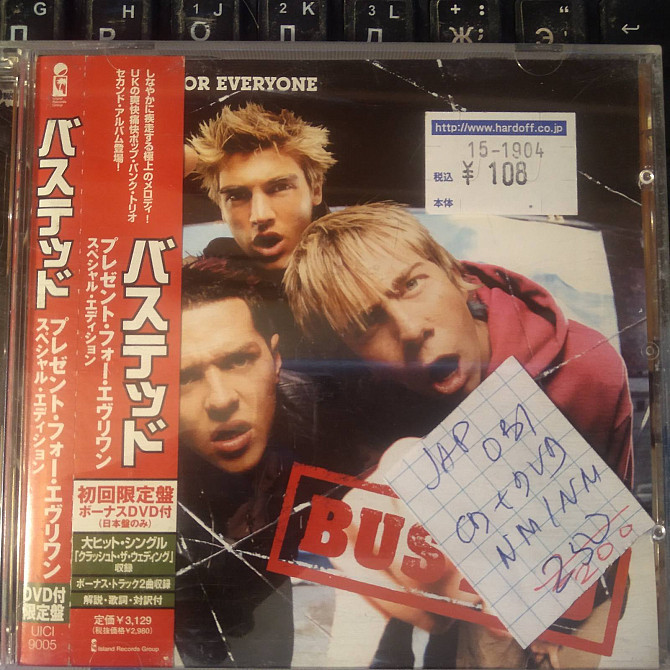 G
H
J
K
L
П
Р
О
Л
Ж
Э
1
2
3
OR EVERYONE
バステッド
プレゼント・フォー・エヴリワン
スペシャル・エディション
DVD付
限定盤
UICI
9005
しなやかに疾走する極上のメロディ!
UKの爽快痛快ポップ・パンク・トリオ
セカンド・アルバム登場!
バステッド
プレゼント・フォー・エヴリワン
スペシャル・エディション
初回限定盤
ボーナスDVD付
(日本盤のみ)
大ヒット・シングル
「クラッシュト・ザ・ウェディング」
収録
ボーナス・トラック2曲収録
解説・歌詞・対訳付
定価¥3,129
(税抜価格¥2,980)
Island Records Group
http://www.hardoff.co.jp
15-1904
税込 ¥ 108
本体
BUS
JAP OBI
CD + DVD
NM / NM
250
200